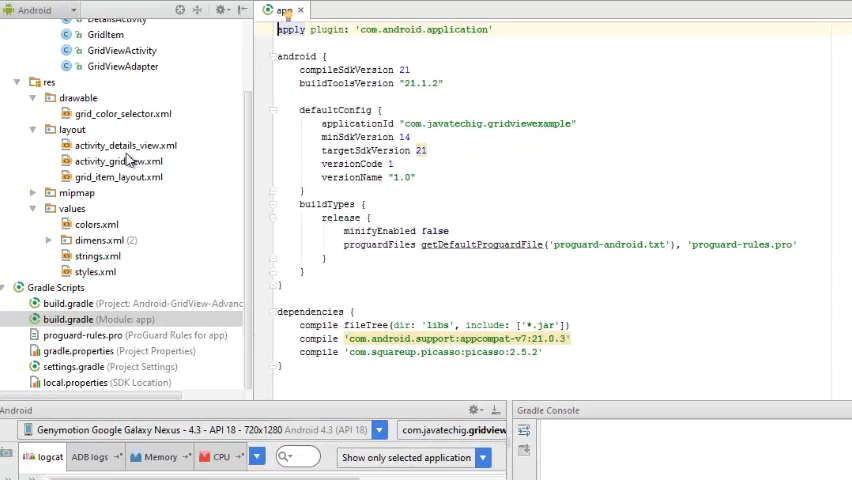 Android
app
DetailsActivity
GridItem
GridViewActivity
GridViewAdapter
res
drawable
grid_color_selector.xml
layout
activity_details_view.xml
activity_gridview.xml
grid_item_layout.xml
mipmap
values
colors.xml
dimens.xml (2)
strings.xml
styles.xml
Gradle Scripts
build.gradle (Project: Android-GridView-Advanc
build.gradle (Module: app)
proguard-rules.pro (ProGuard Rules for app)
gradle.properties (Project Properties)
settings.gradle (Project Settings)
local.properties (SDK Location)
apply plugin: 'com.android.application'
android {
compileSdkVersion 21
buildToolsVersion "21.1.2"
defaultConfig {
applicationId "com.javatechig.gridviewexample"
minSdkVersion 14
targetSdkVersion 21
versionCode 1
versionName "1.0"
}
buildTypes {
release {
minifyEnabled false
proguardFiles getDefaultProguardFile('proguard-android.txt'), 'proguard-rules.pro'
}
}
}
dependencies {
compile fileTree(dir: 'libs', include: ['*.jar'])
compile 'com.android.support:appcompat-v7:21.0.3'
compile 'com.squareup.picasso:picasso:2.5.2'
}
Android
Genymotion Google Galaxy Nexus - 4.3 - API 18 - 720x1280 Android 4.3 (API 18)
com.javatechig.gridview
logcat
ADB logs
Memory
CPU
Show only selected application
Gradle Console